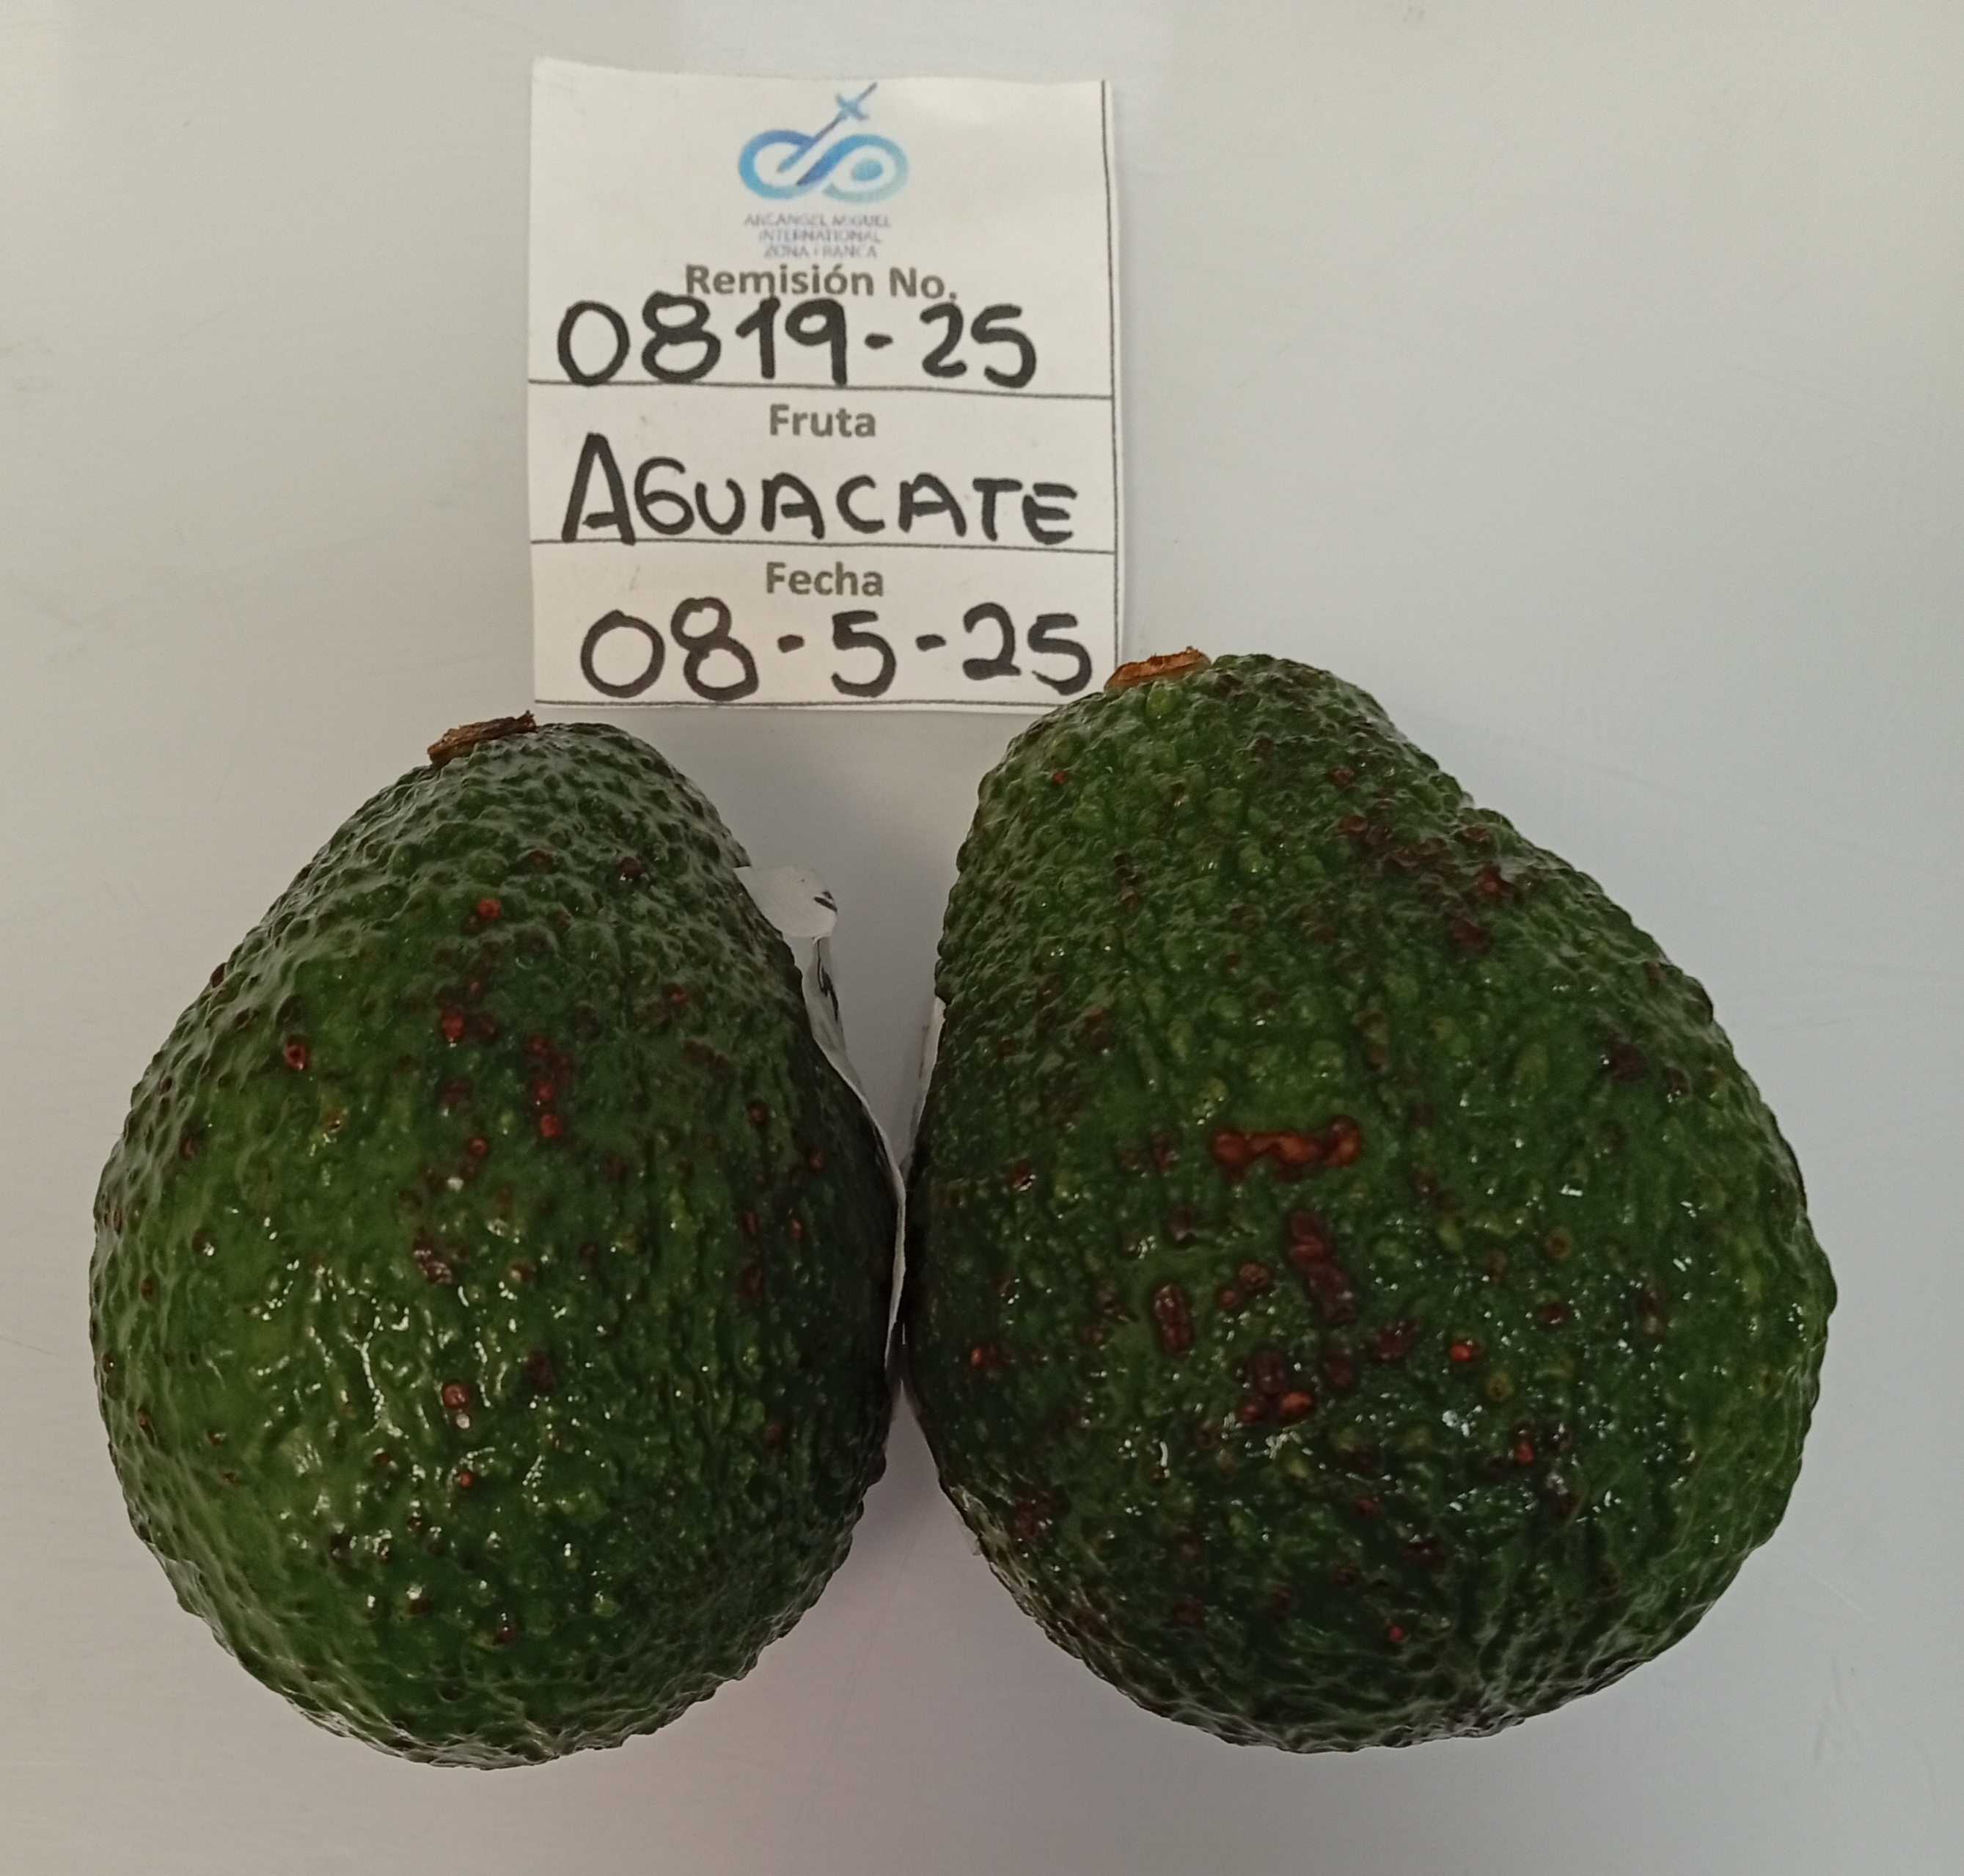 ARCANGEL MIGUEL
INTERNATIONAL
ZONA FRANCA
Remisión No.
0819-25
Fruta
AGUACATE
Fecha
08-5-25